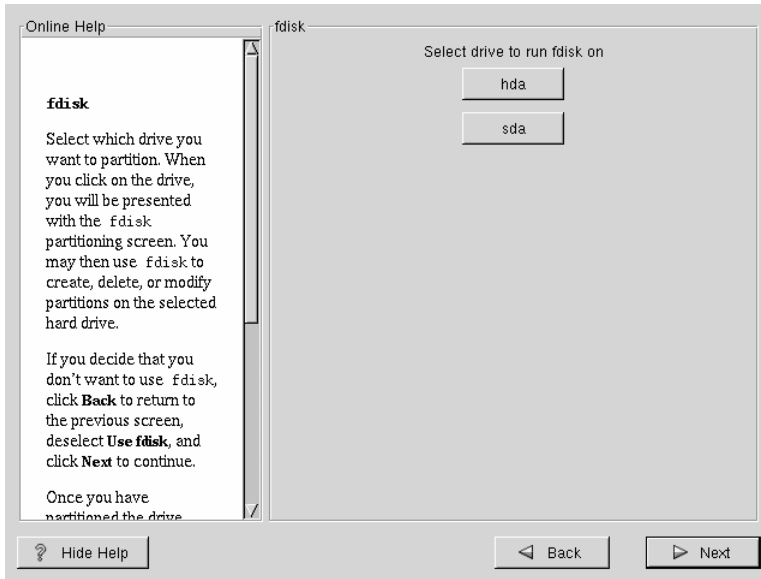 Online Help
fdisk
Select which drive you
want to partition. When
you click on the drive,
you will be presented
with the fdisk
partitioning screen. You
may then use fdisk to
create, delete, or modify
partitions on the selected
hard drive.
If you decide that you
don't want to use fdisk,
click Back to return to
the previous screen,
deselect Use fdisk, and
click Next to continue.
Once you have
partitioned the drive
fdisk
Select drive to run fdisk on
hda
sda
? Hide Help
Back
Next